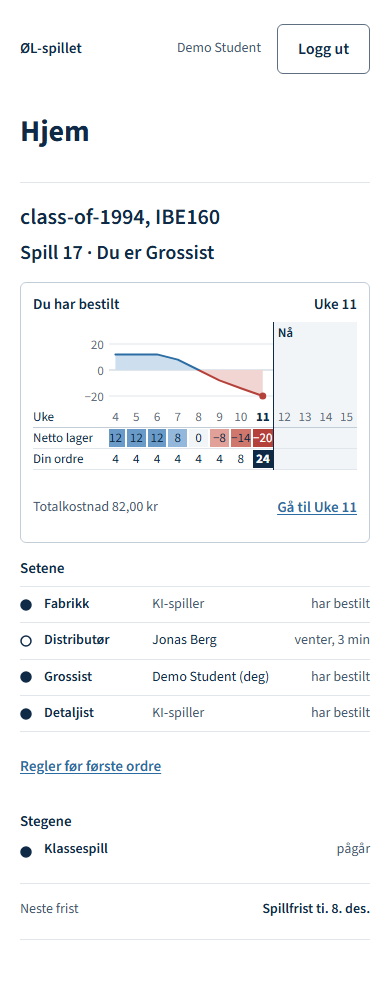 ØL-spillet Demo Student Logg ut
Hjem
class-of-1994, IBE160
Spill 17 · Du er Grossist
Du har bestilt Uke 11
Nå
20
0
−20
Uke 4 5 6 7 8 9 10 11 12 13 14 15
Netto lager 12 12 12 8 0 −8 −14 −20
Din ordre 4 4 4 4 4 4 8 24
Totalkostnad 82,00 kr Gå til Uke 11
Setene
Fabrikk KI-spiller har bestilt
Distributør Jonas Berg venter, 3 min
Grossist Demo Student (deg) har bestilt
Detaljist KI-spiller har bestilt
Regler før første ordre
Stegene
Klassespill pågår
Neste frist Spillfrist ti. 8. des.